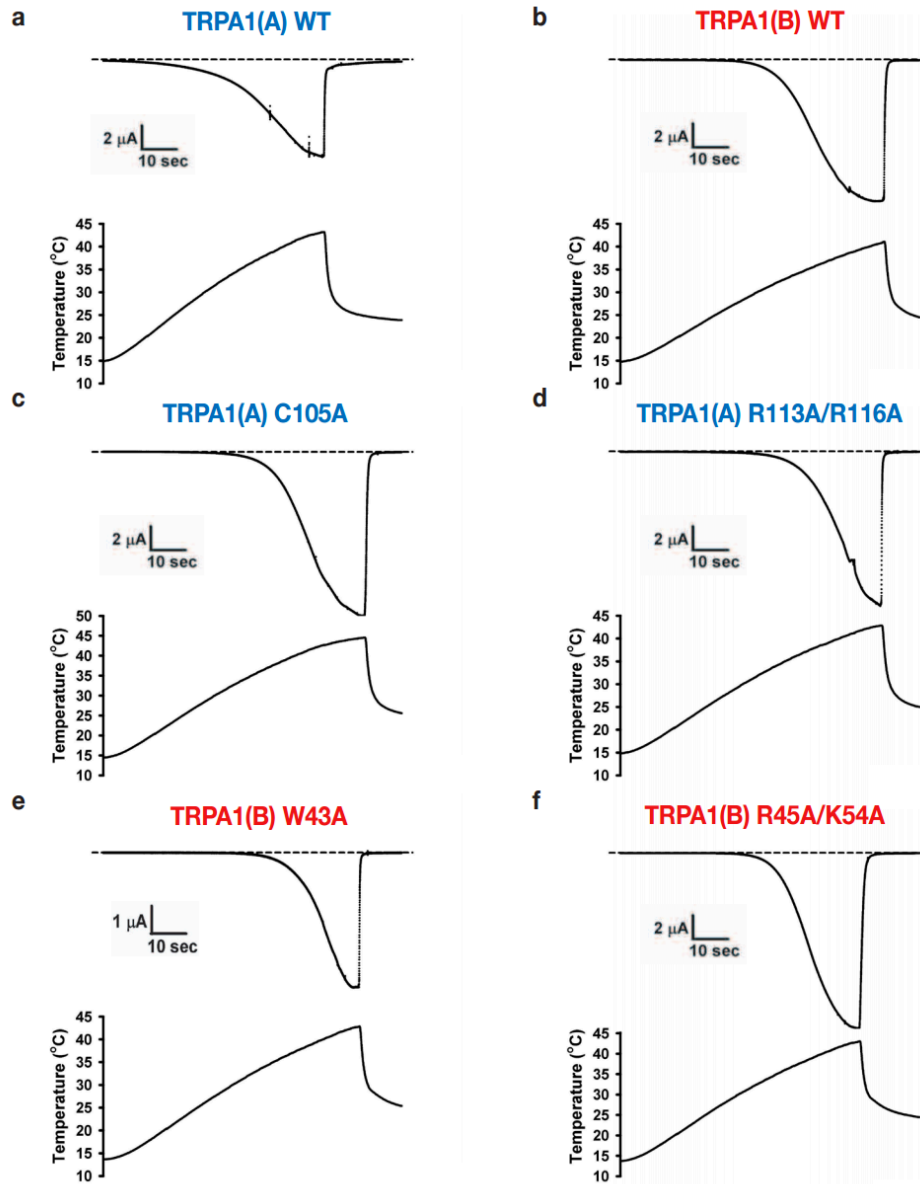 a
TRPA1(A) WT
2 µA
10 sec
Temperature (°C)
45
40
35
30
25
20
15
10
b
TRPA1(B) WT
2 µA
10 sec
Temperature (°C)
45
40
35
30
25
20
15
10
c
TRPA1(A) C105A
2 µA
10 sec
Temperature (°C)
50
45
40
35
30
25
20
15
10
d
TRPA1(A) R113A/R116A
2 µA
10 sec
Temperature (°C)
45
40
35
30
25
20
15
10
e
TRPA1(B) W43A
1 µA
10 sec
Temperature (°C)
45
40
35
30
25
20
15
10
f
TRPA1(B) R45A/K54A
2 µA
10 sec
Temperature (°C)
45
40
35
30
25
20
15
10